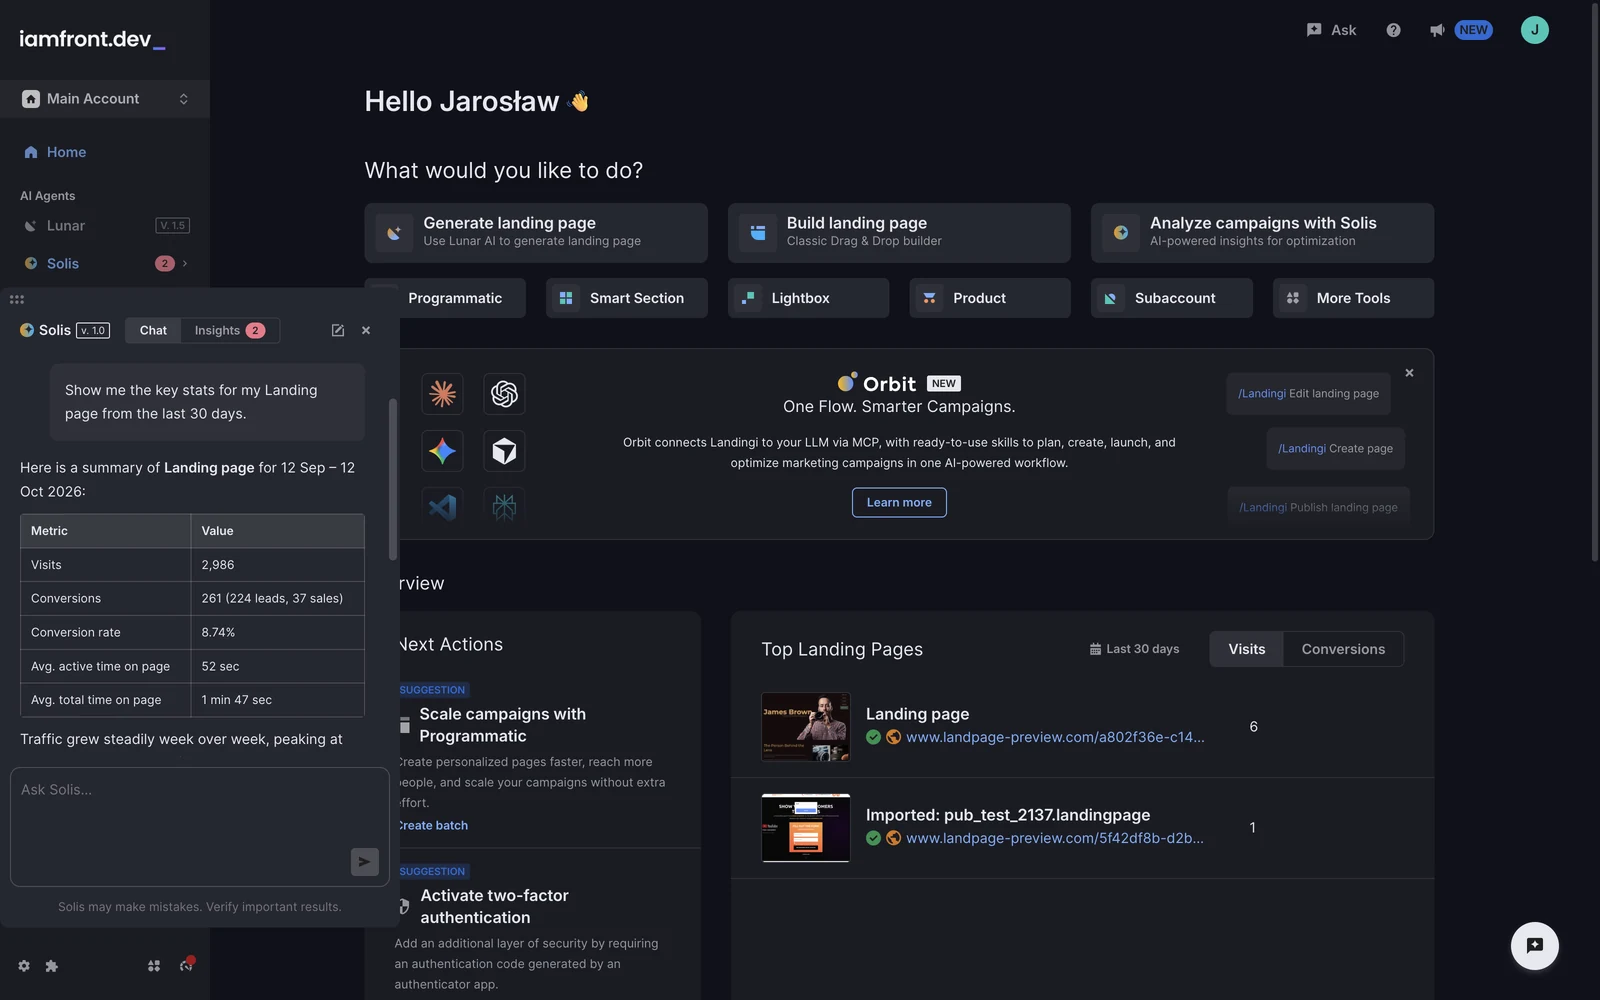 iamfront.dev_
Main Account
Home
AI Agents
Lunar
V. 1.5
Solis
2
Ask
NEW
J
Hello Jarosław 👋
What would you like to do?
Generate landing page
Use Lunar AI to generate landing page
Build landing page
Classic Drag & Drop builder
Analyze campaigns with Solis
AI-powered insights for optimization
Programmatic
Smart Section
Lightbox
Product
Subaccount
More Tools
Solis
v. 1.0
Chat
Insights
2
Show me the key stats for my Landing
page from the last 30 days.
Here is a summary of Landing page for 12 Sep – 12
Oct 2026:
Metric Value
Visits 2,986
Conversions 261 (224 leads, 37 sales)
Conversion rate 8.74%
Avg. active time on page 52 sec
Avg. total time on page 1 min 47 sec
Traffic grew steadily week over week, peaking at
Ask Solis...
Solis may make mistakes. Verify important results.
Orbit NEW
One Flow. Smarter Campaigns.
Orbit connects Landingi to your LLM via MCP, with ready-to-use skills to plan, create, launch, and
optimize marketing campaigns in one AI-powered workflow.
Learn more
/Landingi Edit landing page
/Landingi Create page
/Landingi Publish landing page
rview
Next Actions
SUGGESTION
Scale campaigns with
Programmatic
Create personalized pages faster, reach more
people, and scale your campaigns without extra
effort.
Create batch
SUGGESTION
Activate two-factor
authentication
Add an additional layer of security by requiring
an authentication code generated by an
authenticator app.
Top Landing Pages
Last 30 days
Visits
Conversions
James Brown
Landing page
www.landpage-preview.com/a802f36e-c14...
6
Imported: pub_test_2137.landingpage
www.landpage-preview.com/5f42df8b-d2b...
1